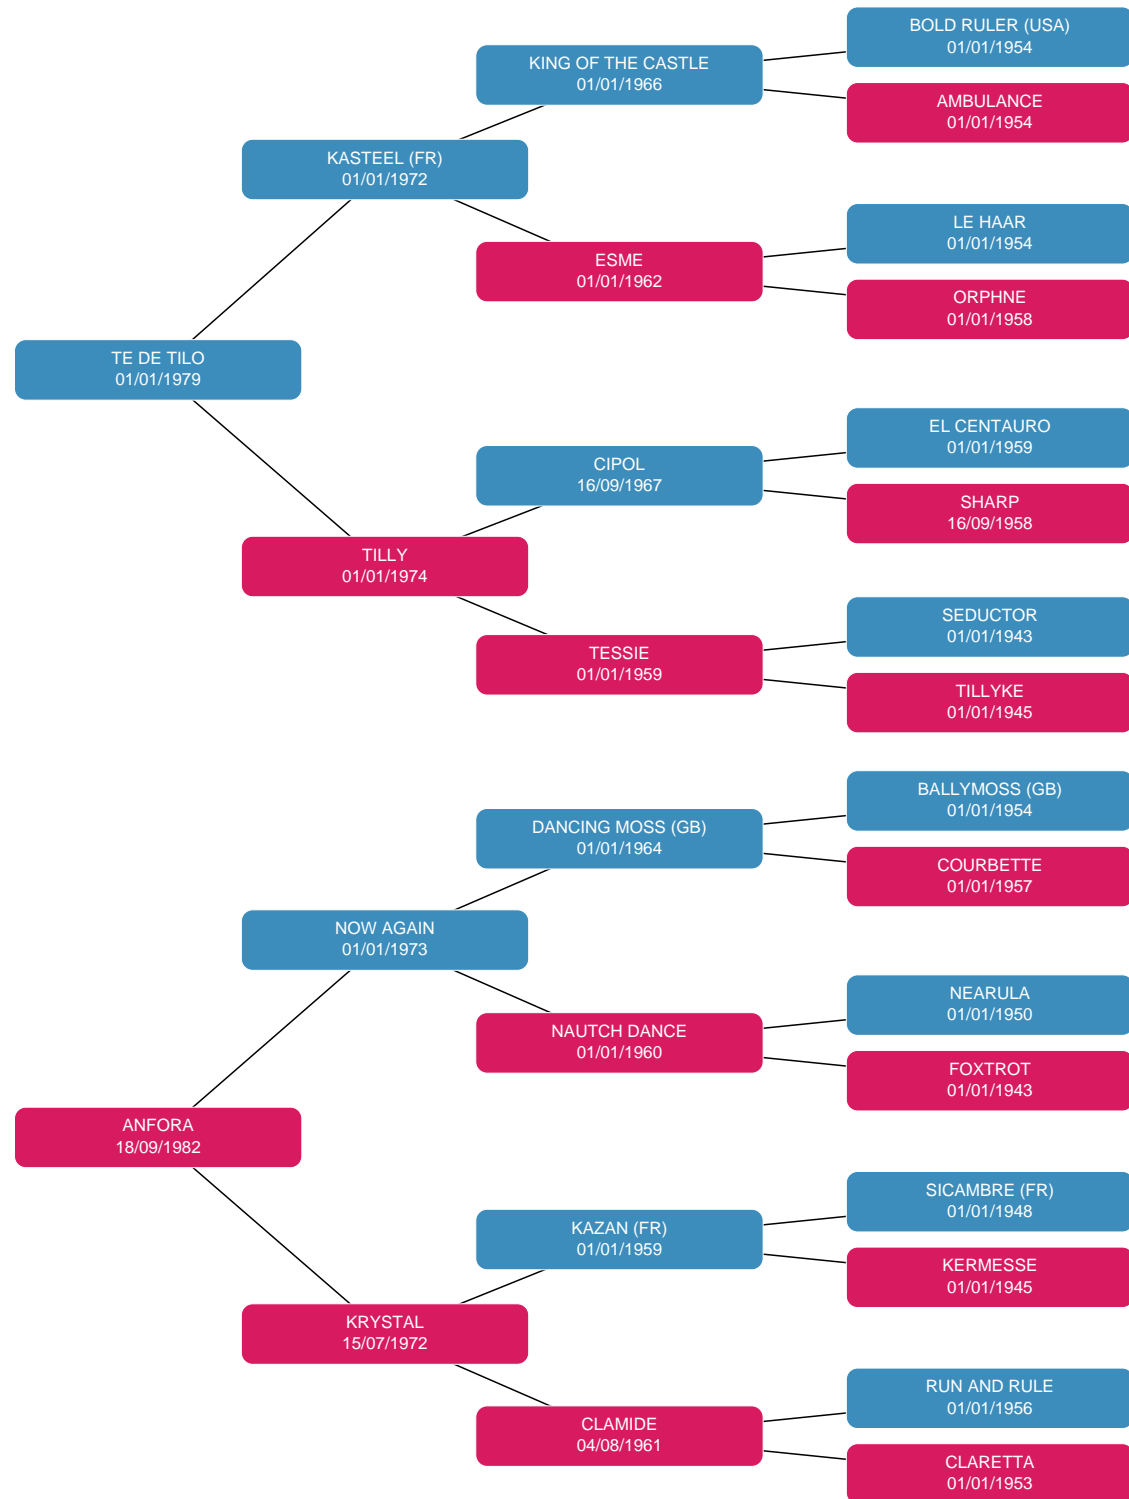 BOLD RULER (USA)
01/01/1954
KING OF THE CASTLE
01/01/1966
AMBULANCE
01/01/1954
KASTEEL (FR)
01/01/1972
LE HAAR
01/01/1954
ESME
01/01/1962
ORPHNE
01/01/1958
TE DE TILO
01/01/1979
EL CENTAURO
01/01/1959
CIPOL
16/09/1967
SHARP
16/09/1958
TILLY
01/01/1974
SEDUCTOR
01/01/1943
TESSIE
01/01/1959
TILLYKE
01/01/1945
BALLYMOSS (GB)
01/01/1954
DANCING MOSS (GB)
01/01/1964
COURBETTE
01/01/1957
NOW AGAIN
01/01/1973
NEARULA
01/01/1950
NAUTCH DANCE
01/01/1960
FOXTROT
01/01/1943
ANFORA
18/09/1982
SICAMBRE (FR)
01/01/1948
KAZAN (FR)
01/01/1959
KERMESSE
01/01/1945
KRYSTAL
15/07/1972
RUN AND RULE
01/01/1956
CLAMIDE
04/08/1961
CLARETTA
01/01/1953